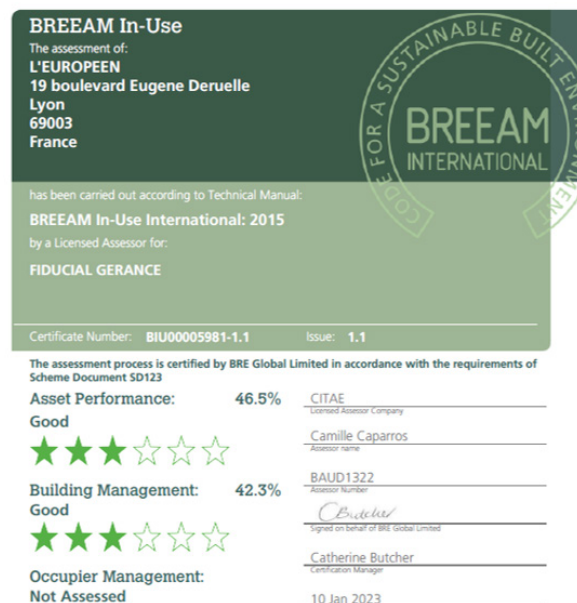 BREEAM In-Use
The assessment of:
L'EUROPEEN
19 boulevard Eugene Deruelle
Lyon
69003
France
CODE FOR A SUSTAINABLE BUILT ENVIRONMENT
BREEAM
INTERNATIONAL
has been carried out according to Technical Manual:
BREEAM In-Use International: 2015
by a Licensed Assessor for:
FIDUCIAL GERANCE
Certificate Number: BIU00005981-1.1 Issue: 1.1
The assessment process is certified by BRE Global Limited in accordance with the requirements of
Scheme Document SD123
Asset Performance: 46.5%
Good
Building Management: 42.3%
Good
Occupier Management:
Not Assessed
CITAE
Licensed Assessor Company
Camille Caparros
Assessor name
BAUD1322
Assessor Number
CButcher
Signed on behalf of BRE Global Limited
Catherine Butcher
Certification Manager
10 Jan 2023